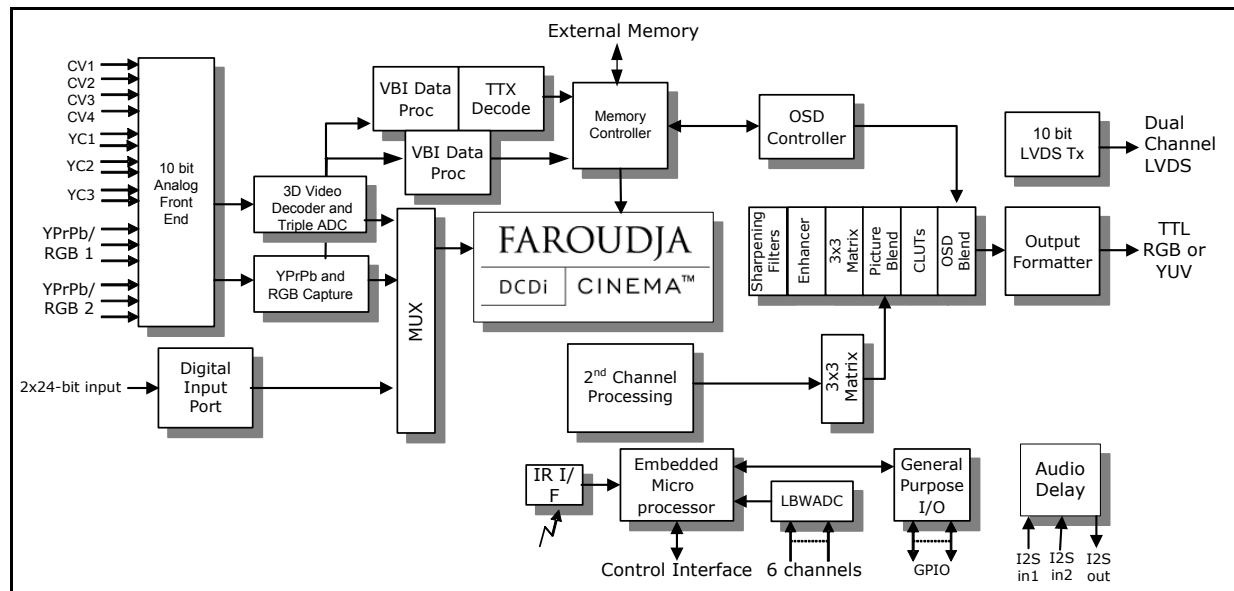 External Memory
CV1
CV2
CV3
CV4
YC1
YC2
YC3
YPrPb/
RGB 1
YPrPb/
RGB 2
10 bit
Analog
Front
End
VBI Data
Proc
TTX
Decode
VBI Data
Proc
Memory
Controller
OSD
Controller
10 bit
LVDS Tx
Dual
Channel
LVDS
3D Video
Decoder and
Triple ADC
YPrPb and
RGB Capture
MUX
FAROUDJA
DCDi CINEMA™
Sharpening
Filters
Enhancer
3x3
Matrix
Picture
Blend
CLUTs
OSD
Blend
Output
Formatter
TTL
RGB or
YUV
2x24-bit input
Digital
Input
Port
2nd Channel
Processing
3x3
Matrix
IR I/
F
Embedded
Micro
processor
LBWADC
General
Purpose
I/O
Audio
Delay
Control Interface
6 channels
GPIO
I2S
in1
I2S
in2
I2S
out